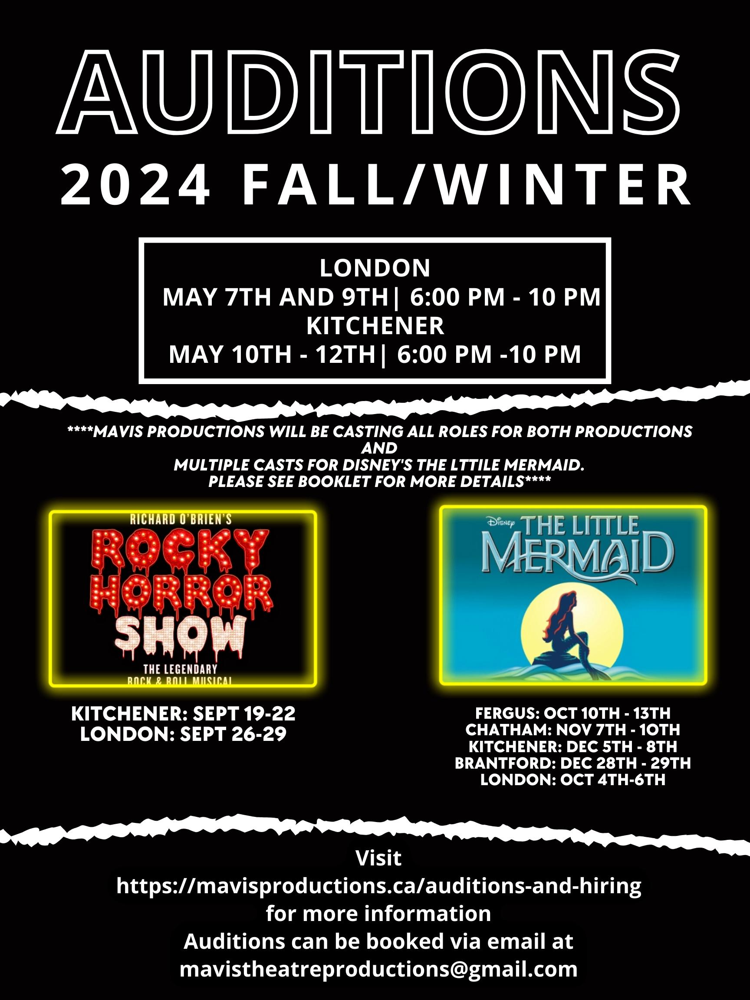 AUDITIONS
2024 FALL/WINTER
LONDON
MAY 7TH AND 9TH| 6:00 PM - 10 PM
KITCHENER
MAY 10TH - 12TH| 6:00 PM -10 PM
****MAVIS PRODUCTIONS WILL BE CASTING ALL ROLES FOR BOTH PRODUCTIONS
AND
MULTIPLE CASTS FOR DISNEY'S THE LTTILE MERMAID.
PLEASE SEE BOOKLET FOR MORE DETAILS****
RICHARD O'BRIEN'S
ROCKY
HORROR
SHOW
THE LEGENDARY
ROCK & ROLL MUSICAL
KITCHENER: SEPT 19-22
LONDON: SEPT 26-29
Disney THE LITTLE
MERMAID
FERGUS: OCT 10TH - 13TH
CHATHAM: NOV 7TH - 1OTH
KITCHENER: DEC 5TH - 8TH
BRANTFORD: DEC 28TH - 29TH
LONDON: OCT 4TH-6TH
Visit
https://mavisproductions.ca/auditions-and-hiring
for more information
Auditions can be booked via email at
mavistheatreproductions@gmail.com